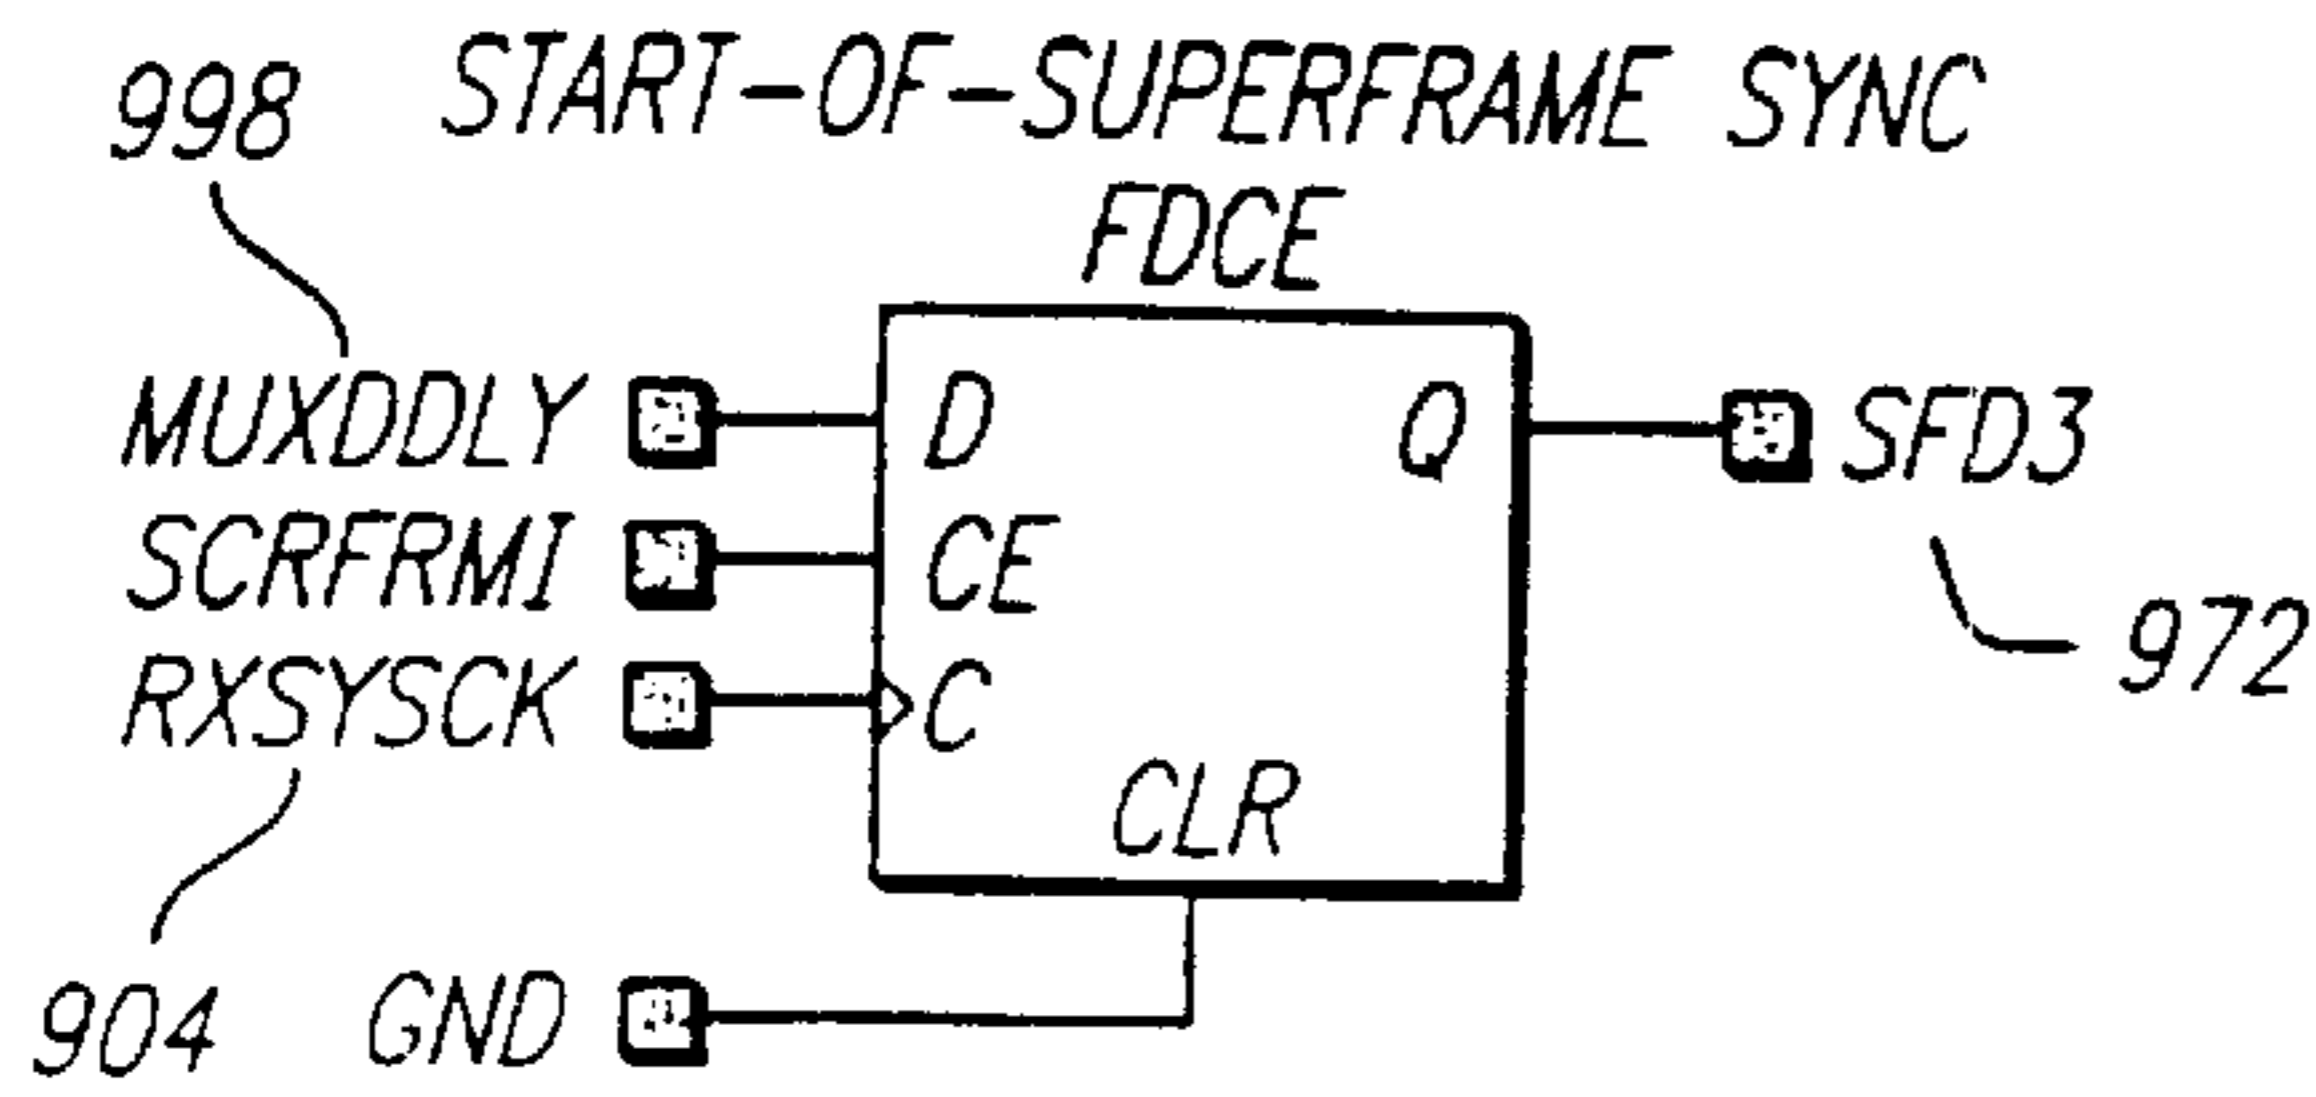 998 START-OF-SUPERFRAME SYNC
FDCE
MUXDDLY D Q SFD3
SCRFRMI CE
RXSYSCK C
972
CLR
904 GND